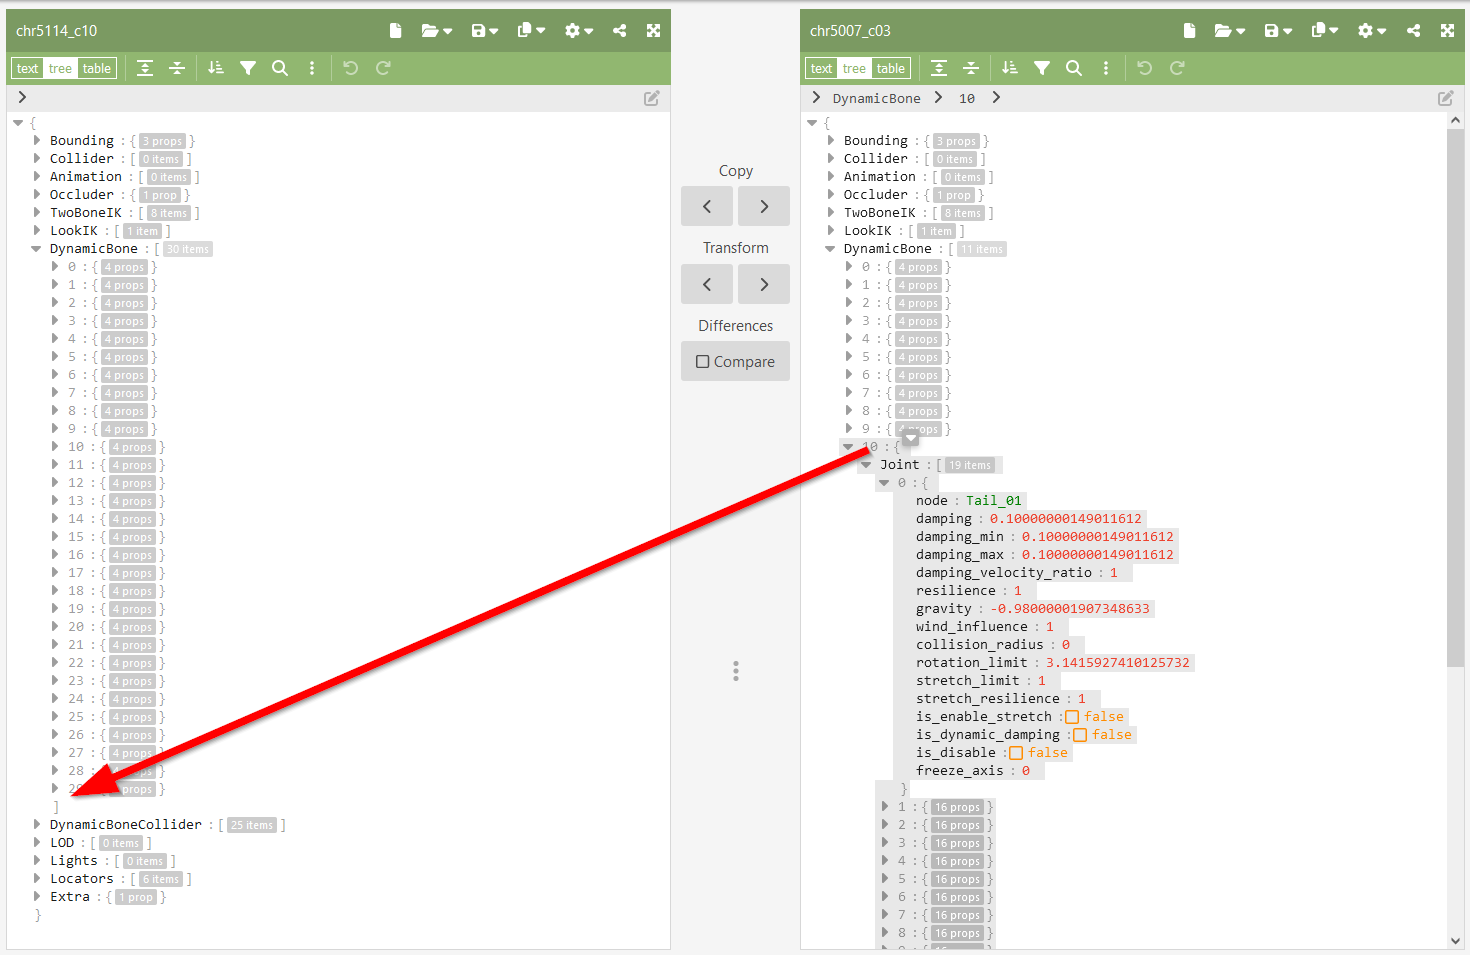 chr5114_c10
text tree table
{
Bounding : { 3 props }
Collider : [ 0 items ]
Animation : [ 0 items ]
Occluder : { 1 prop }
TwoBoneIK : [ 8 items ]
LookIK : [ 1 item ]
DynamicBone : [ 30 items
0 : { 4 props }
1 : { 4 props }
2 : { 4 props }
3 : { 4 props }
4 : { 4 props }
5 : { 4 props }
6 : { 4 props }
7 : { 4 props }
8 : { 4 props }
9 : { 4 props }
10 : { 4 props }
11 : { 4 props }
12 : { 4 props }
13 : { 4 props }
14 : { 4 props }
15 : { 4 props }
16 : { 4 props }
17 : { 4 props }
18 : { 4 props }
19 : { 4 props }
20 : { 4 props }
21 : { 4 props }
22 : { 4 props }
23 : { 4 props }
24 : { 4 props }
25 : { 4 props }
26 : { 4 props }
27 : { 4 props }
28 : { 4 props }
29 : { 4 props }
]
DynamicBoneCollider : [ 25 items ]
LOD : [ 0 items ]
Lights : [ 0 items ]
Locators : [ 6 items ]
Extra : { 1 prop }
}
Copy
Transform
Differences
Compare
chr5007_c03
text tree table
DynamicBone 10
{
Bounding : { 3 props }
Collider : [ 0 items ]
Animation : [ 0 items ]
Occluder : { 1 prop }
TwoBoneIK : [ 8 items ]
LookIK : [ 1 item ]
DynamicBone : [ 11 items
0 : { 4 props }
1 : { 4 props }
2 : { 4 props }
3 : { 4 props }
4 : { 4 props }
5 : { 4 props }
6 : { 4 props }
7 : { 4 props }
8 : { 4 props }
9 : { 4 props }
10 : {
Joint : [ 19 items
0 : {
node : Tail_01
damping : 0.10000000149011612
damping_min : 0.10000000149011612
damping_max : 0.10000000149011612
damping_velocity_ratio : 1
resilience : 1
gravity : -0.98000001907348633
wind_influence : 1
collision_radius : 0
rotation_limit : 3.1415927410125732
stretch_limit : 1
stretch_resilience : 1
is_enable_stretch : false
is_dynamic_damping : false
is_disable : false
freeze_axis : 0
}
1 : { 16 props }
2 : { 16 props }
3 : { 16 props }
4 : { 16 props }
5 : { 16 props }
6 : { 16 props }
7 : { 16 props }
8 : { 16 props }